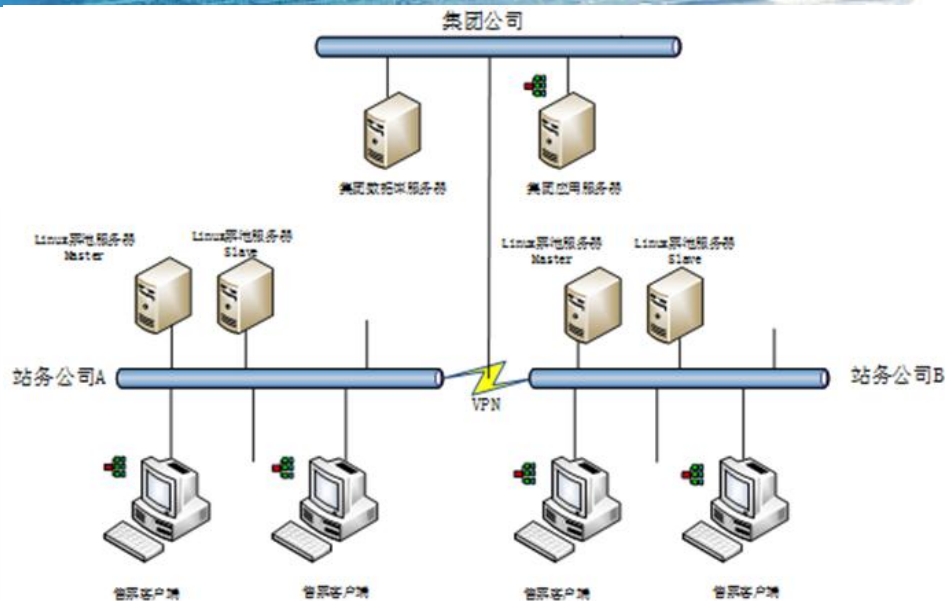 集团公司
集团数据库服务器
集团应用服务器
Linux票池服务器
Master
Linux票池服务器
Slave
Linux票池服务器
Master
Linux票池服务器
Slave
站务公司A
VPN
站务公司B
售票客户端
售票客户端
售票客户端
售票客户端